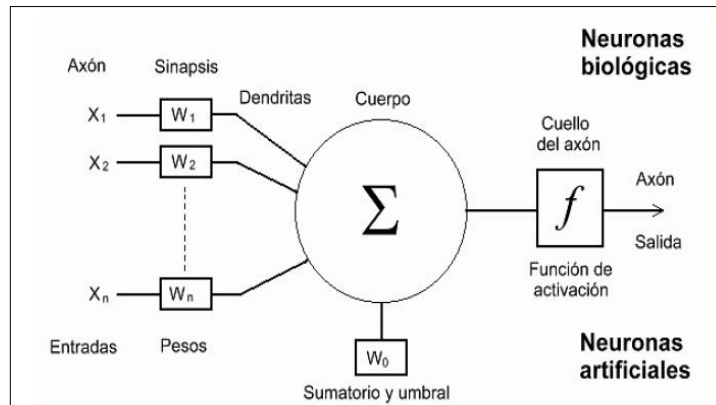 Neuronas
biológicas
Axón
Sinapsis
Dendritas
Cuerpo
Cuello
del axón
X1
W1
X2
W2
Σ
f
Axón
Salida
Xn
Wn
Función de
activación
Entradas
Pesos
W0
Sumatorio y umbral
Neuronas
artificiales